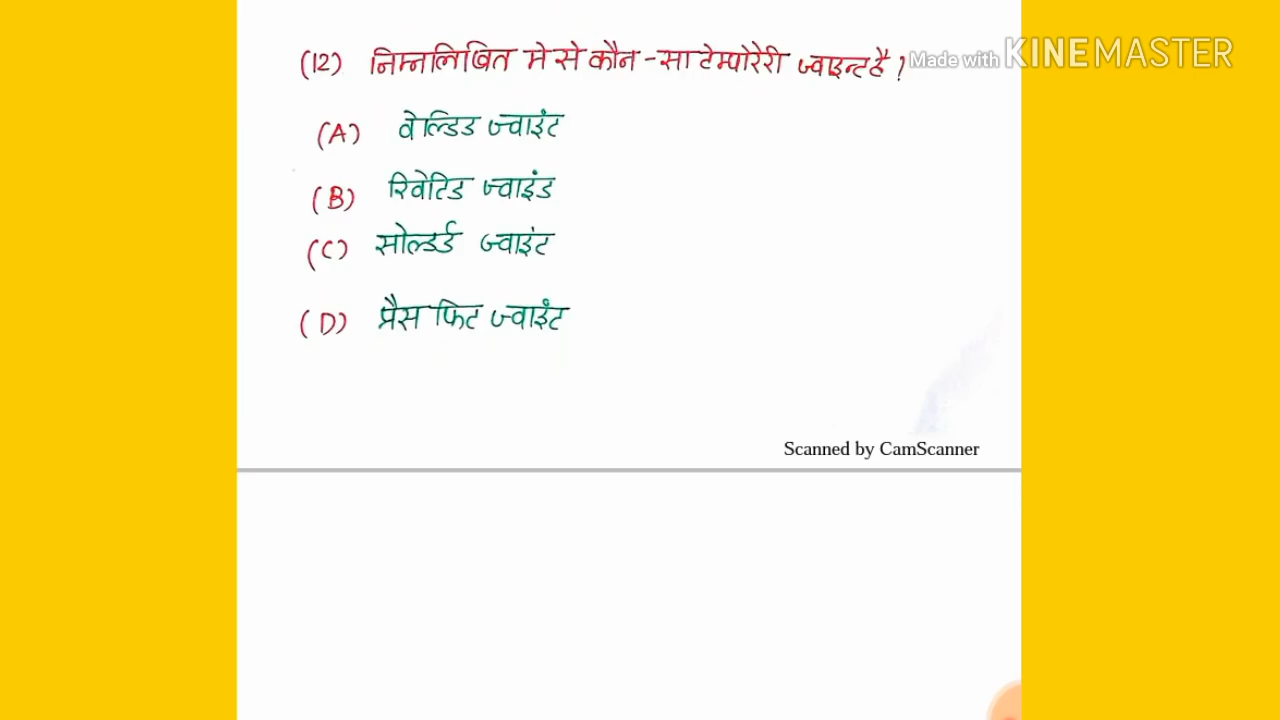 (12) निम्नलिखित मे से कौन-सा टेम्पोरेरी ज्वाइन्ट है?
Made with KINEMASTER
(A) वेल्डिड ज्वाइंट
(B) रिवेटिड ज्वाइंड
(C) सोल्डर्ड ज्वाइंट
(D) प्रैस फिट ज्वाइंट
Scanned by CamScanner